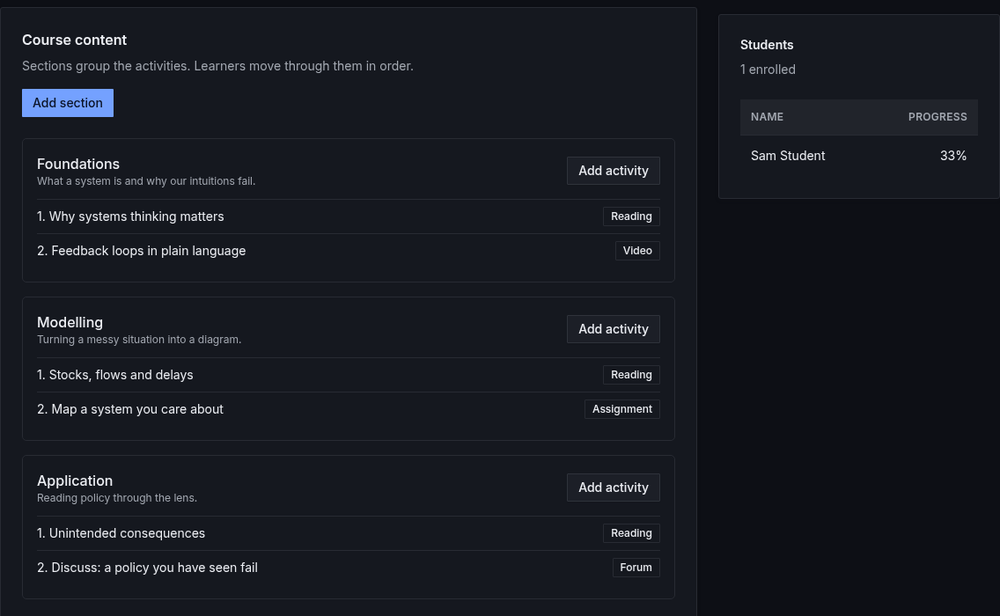 Course content
Sections group the activities. Learners move through them in order.
Add section
Foundations
What a system is and why our intuitions fail.
Add activity
1. Why systems thinking matters
Reading
2. Feedback loops in plain language
Video
Modelling
Turning a messy situation into a diagram.
Add activity
1. Stocks, flows and delays
Reading
2. Map a system you care about
Assignment
Application
Reading policy through the lens.
Add activity
1. Unintended consequences
Reading
2. Discuss: a policy you have seen fail
Forum
Students
1 enrolled
NAME PROGRESS
Sam Student 33%